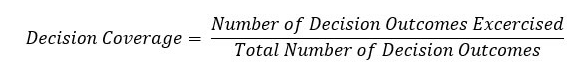 Decision Coverage = Number of Decision Outcomes Excercised / Total Number of Decision Outcomes